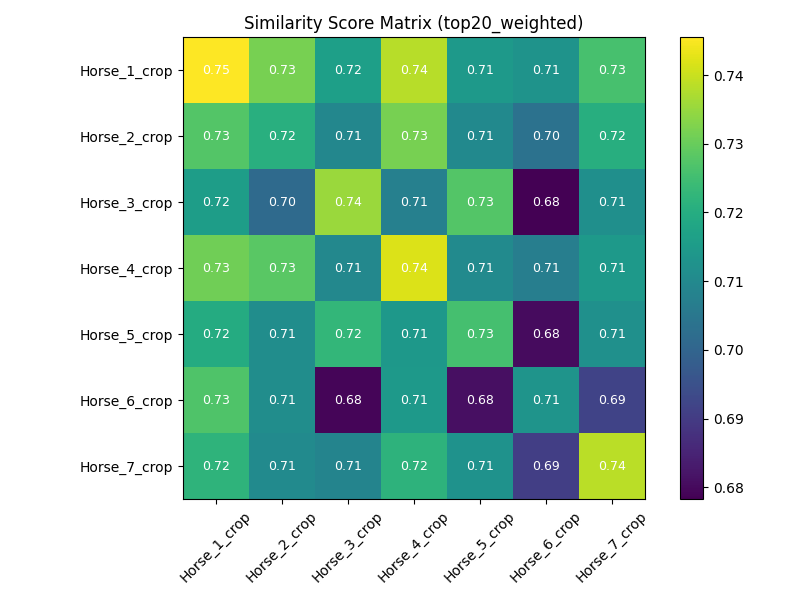 Similarity Score Matrix (top20_weighted)
Horse_1_crop 0.75 0.73 0.72 0.74 0.71 0.71 0.73
Horse_2_crop 0.73 0.72 0.71 0.73 0.71 0.70 0.72
Horse_3_crop 0.72 0.70 0.74 0.71 0.73 0.68 0.71
Horse_4_crop 0.73 0.73 0.71 0.74 0.71 0.71 0.71
Horse_5_crop 0.72 0.71 0.72 0.71 0.73 0.68 0.71
Horse_6_crop 0.73 0.71 0.68 0.71 0.68 0.71 0.69
Horse_7_crop 0.72 0.71 0.71 0.72 0.71 0.69 0.74
Horse_1_crop Horse_2_crop Horse_3_crop Horse_4_crop Horse_5_crop Horse_6_crop Horse_7_crop
0.74
0.73
0.72
0.71
0.70
0.69
0.68